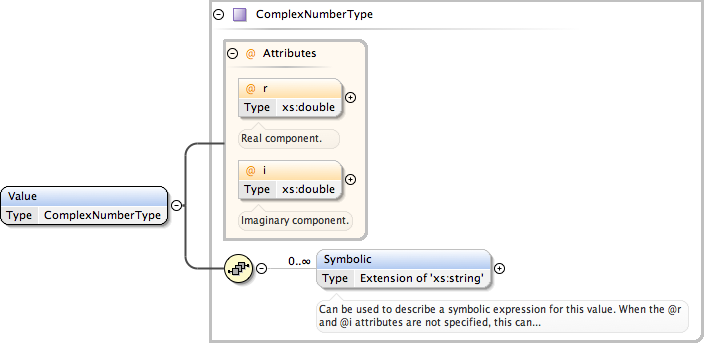 ComplexNumberType
@ Attributes
@ r
Type xs:double
Real component.
@ i
Type xs:double
Imaginary component.
Value
Type ComplexNumberType
0..∞
Symbolic
Type Extension of 'xs:string'
Can be used to describe a symbolic expression for this value. When the @r
and @i attributes are not specified, this can...